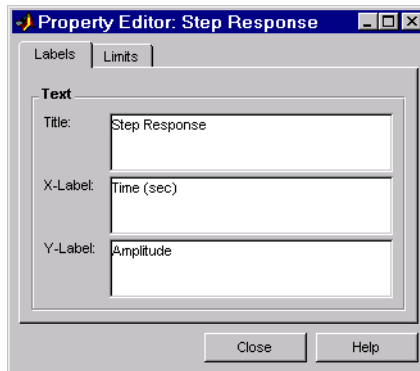 Property Editor: Step Response
Labels Limits
Text
Title: Step Response
X-Label: Time (sec)
Y-Label: Amplitude
Close Help